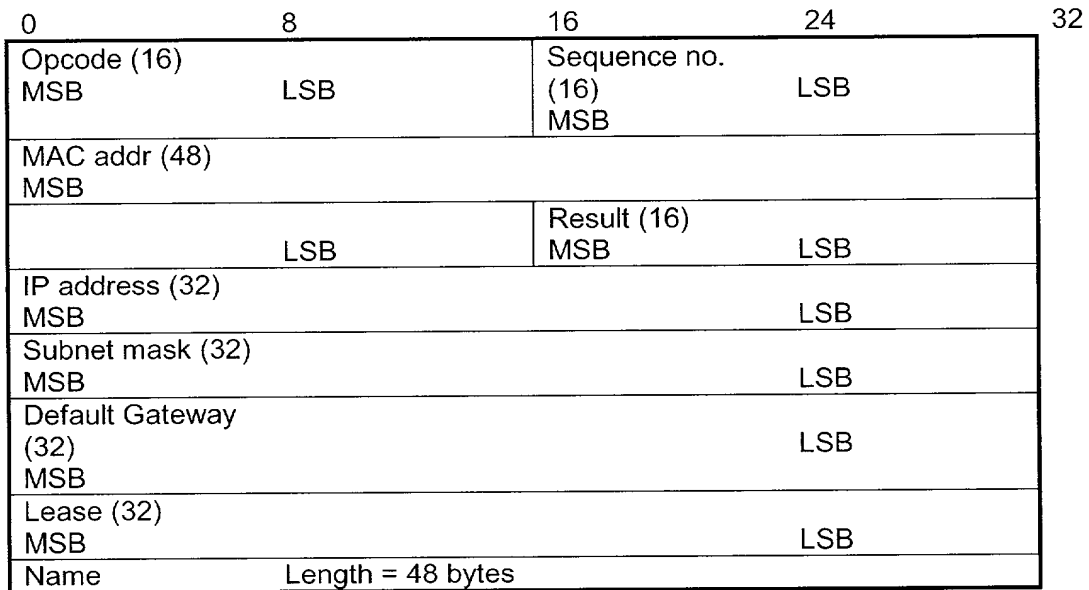 0 8 16 24 32
Opcode (16) Sequence no.
MSB LSB (16) LSB
MSB
MAC addr (48)
MSB
Result (16)
LSB MSB LSB
IP address (32)
MSB LSB
Subnet mask (32)
MSB LSB
Default Gateway
(32) LSB
MSB
Lease (32)
MSB LSB
Name Length = 48 bytes